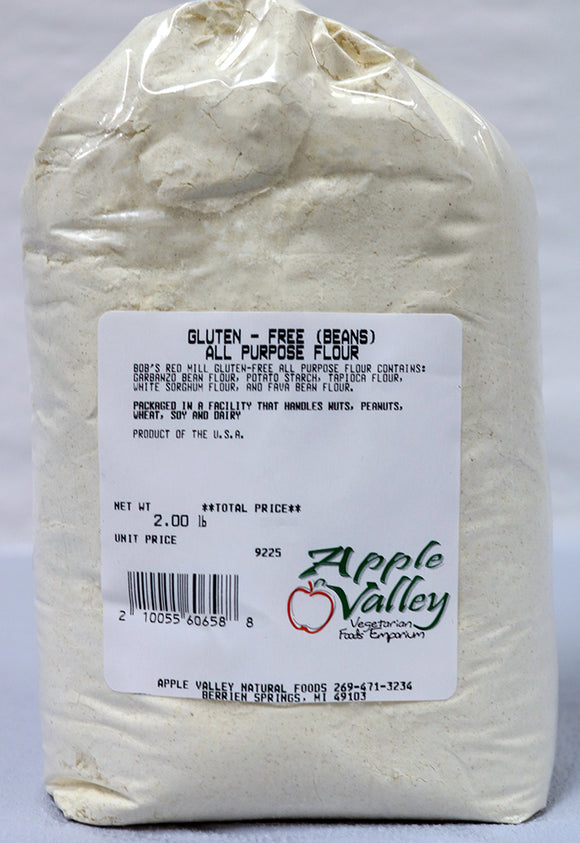 GLUTEN - FREE (BEANS)
ALL PURPOSE FLOUR
BOB'S RED MILL GLUTEN-FREE ALL PURPOSE FLOUR CONTAINS:
GARBANZO BEAN FLOUR, POTATO STARCH, TAPIOCA FLOUR,
WHITE SORGHUM FLOUR, AND FAVA BEAN FLOUR.
PACKAGED IN A FACILITY THAT HANDLES NUTS, PEANUTS,
WHEAT, SOY AND DAIRY
PRODUCT OF THE U.S.A.
NET WT **TOTAL PRICE**
2.00 lb
UNIT PRICE
9225
Apple
Valley
Vegetarian
Foods Emporium
2 10055 60658 8
APPLE VALLEY NATURAL FOODS 269-471-3234
BERRIEN SPRINGS, MI 49103